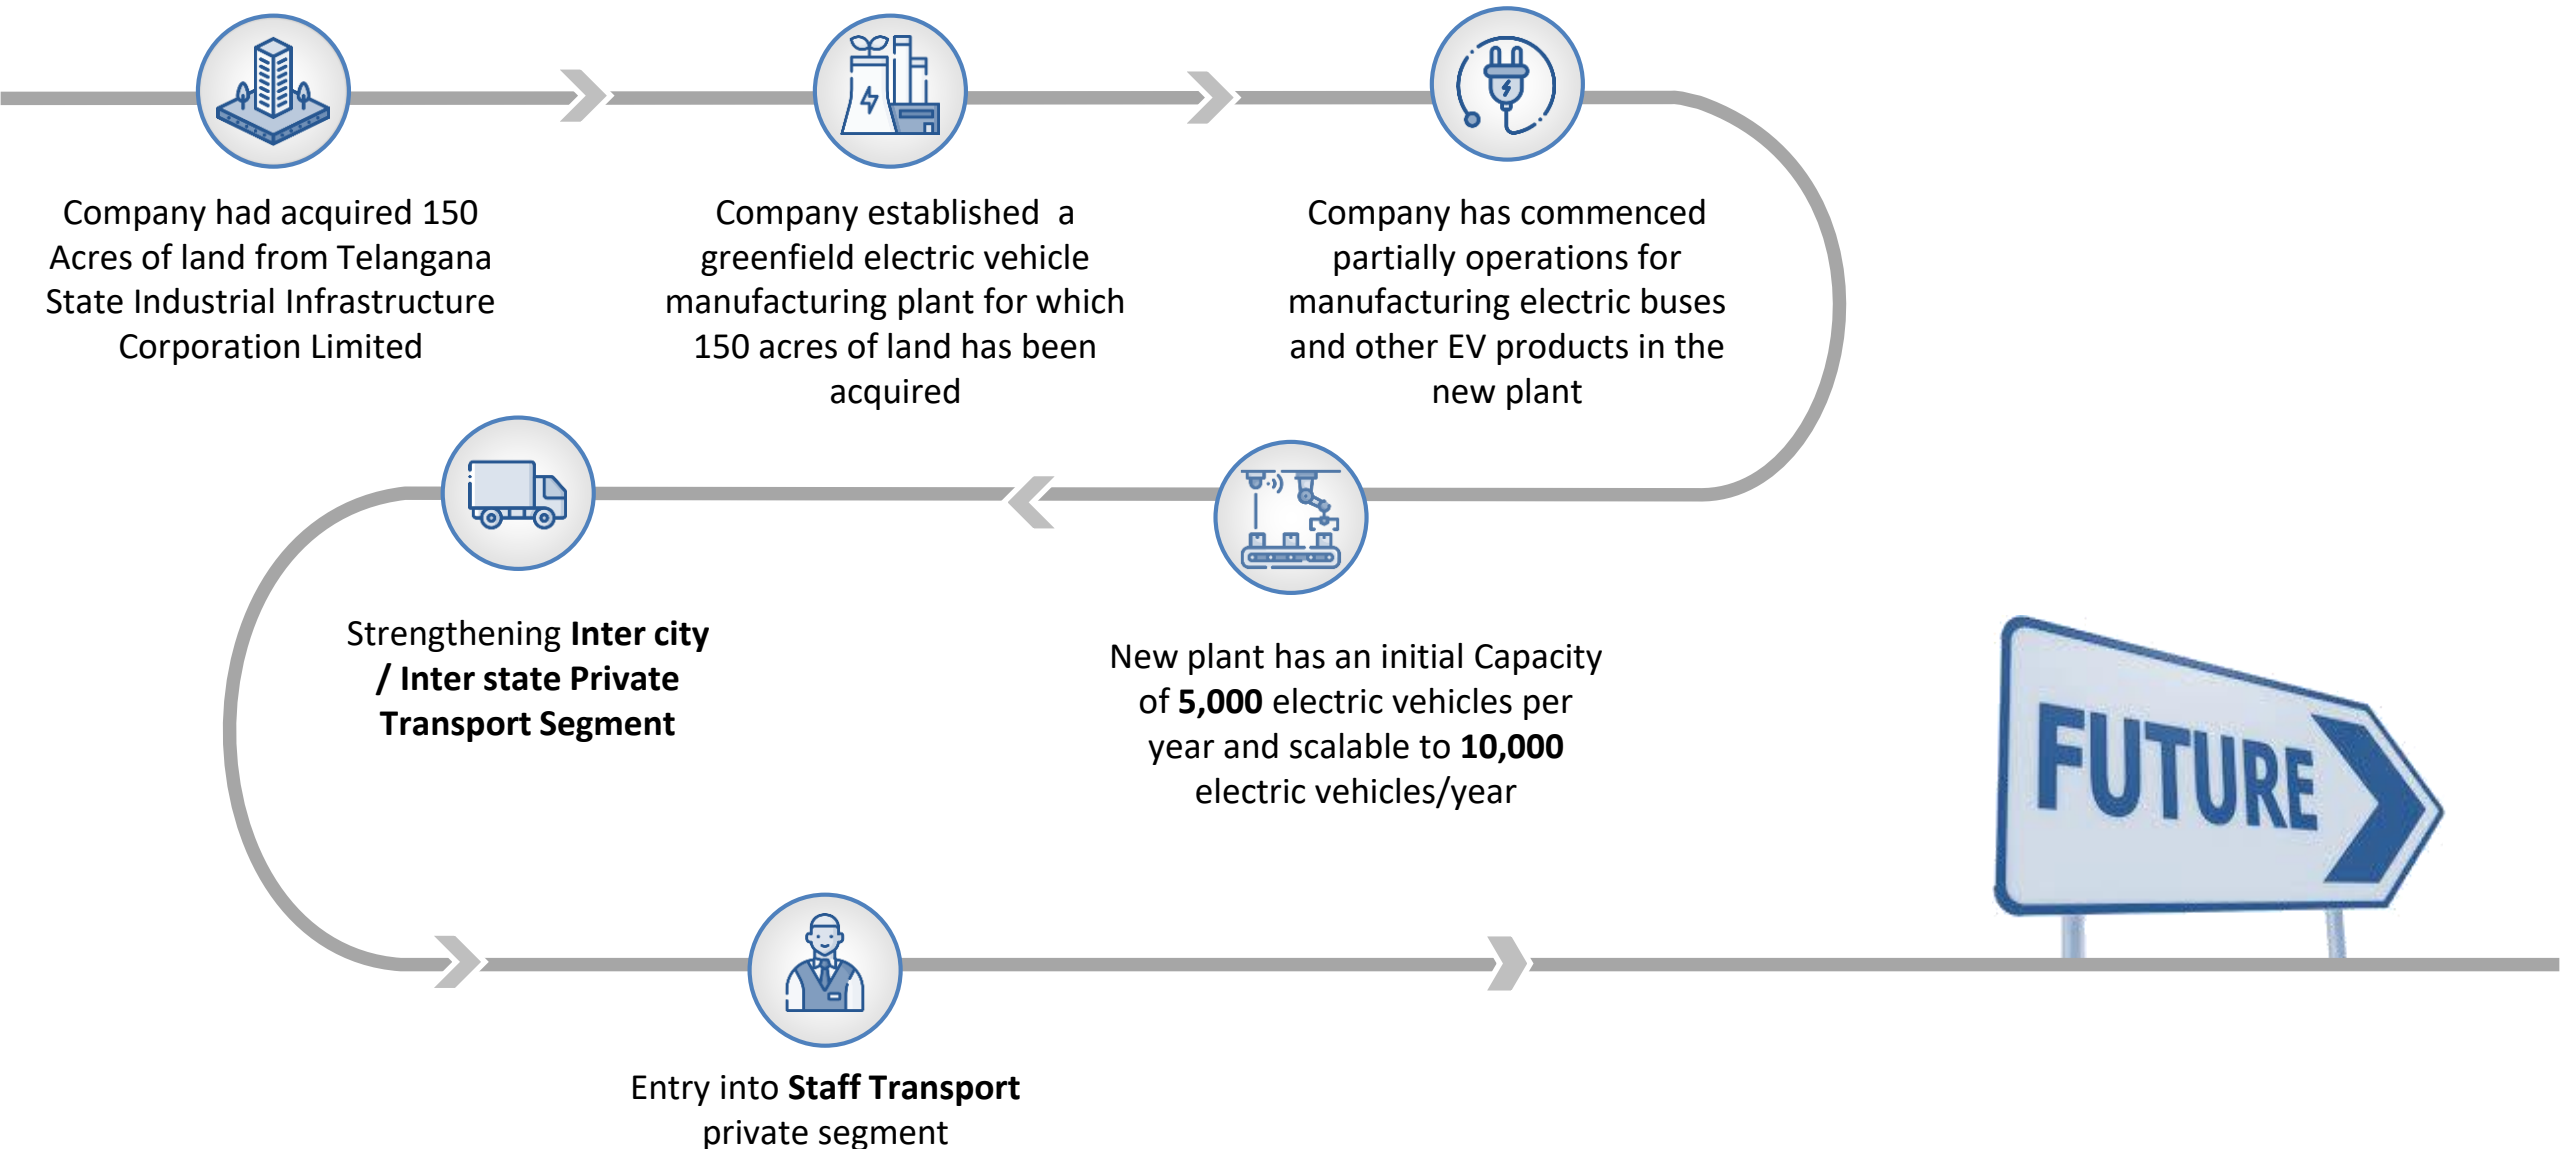 Company had acquired 150
Acres of land from Telangana
State Industrial Infrastructure
Corporation Limited
Company established a
greenfield electric vehicle
manufacturing plant for which
150 acres of land has been
acquired
Company has commenced
partially operations for
manufacturing electric buses
and other EV products in the
new plant
New plant has an initial Capacity
of 5,000 electric vehicles per
year and scalable to 10,000
electric vehicles/year
Strengthening Inter city
/ Inter state Private
Transport Segment
Entry into Staff Transport
private segment
FUTURE